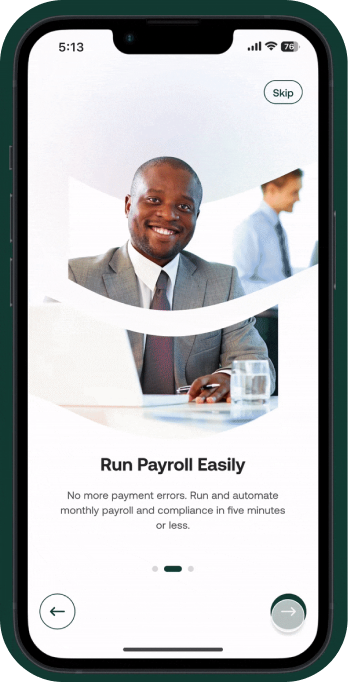 5:13
76
Skip
Run Payroll Easily
No more payment errors. Run and automate
monthly payroll and compliance in five minutes
or less.